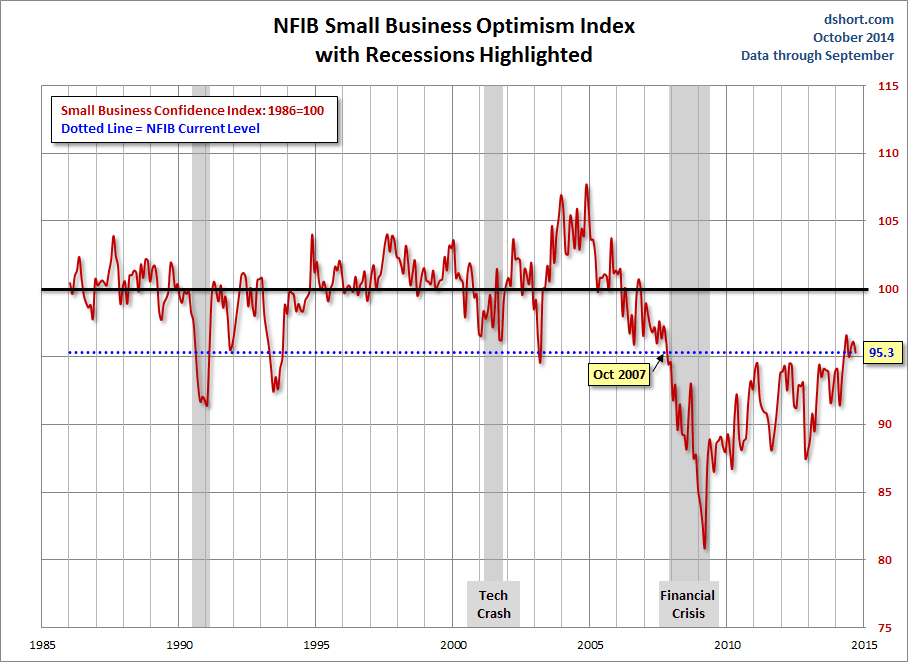 NFIB Small Business Optimism Index
with Recessions Highlighted
dshort.com
October 2014
Data through September
Small Business Confidence Index: 1986=100
Dotted Line = NFIB Current Level
115
110
105
100
95.3
90
85
80
75
Oct 2007
Tech
Crash
Financial
Crisis
1985
1990
1995
2000
2005
2010
2015